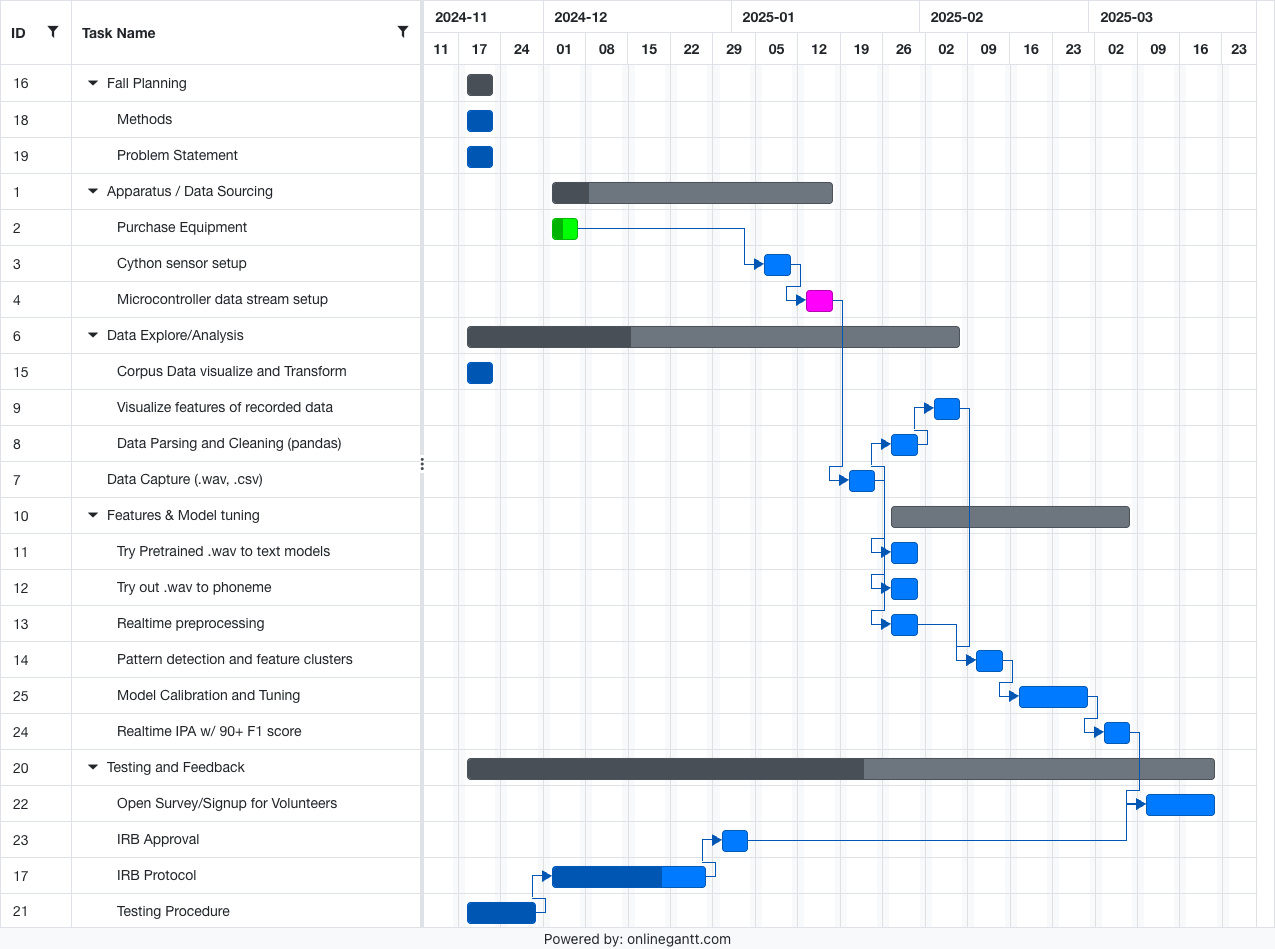 ID Task Name 2024-11 2024-12 2025-01 2025-02 2025-03
11 17 24 01 08 15 22 29 05 12 19 26 02 09 16 23 02 09 16 23
16 Fall Planning
18 Methods
19 Problem Statement
1 Apparatus / Data Sourcing
2 Purchase Equipment
3 Cython sensor setup
4 Microcontroller data stream setup
6 Data Explore/Analysis
15 Corpus Data visualize and Transform
9 Visualize features of recorded data
8 Data Parsing and Cleaning (pandas)
7 Data Capture (.wav, .csv)
10 Features & Model tuning
11 Try Pretrained .wav to text models
12 Try out .wav to phoneme
13 Realtime preprocessing
14 Pattern detection and feature clusters
25 Model Calibration and Tuning
24 Realtime IPA w/ 90+ F1 score
20 Testing and Feedback
22 Open Survey/Signup for Volunteers
23 IRB Approval
17 IRB Protocol
21 Testing Procedure
Powered by: onlinegantt.com